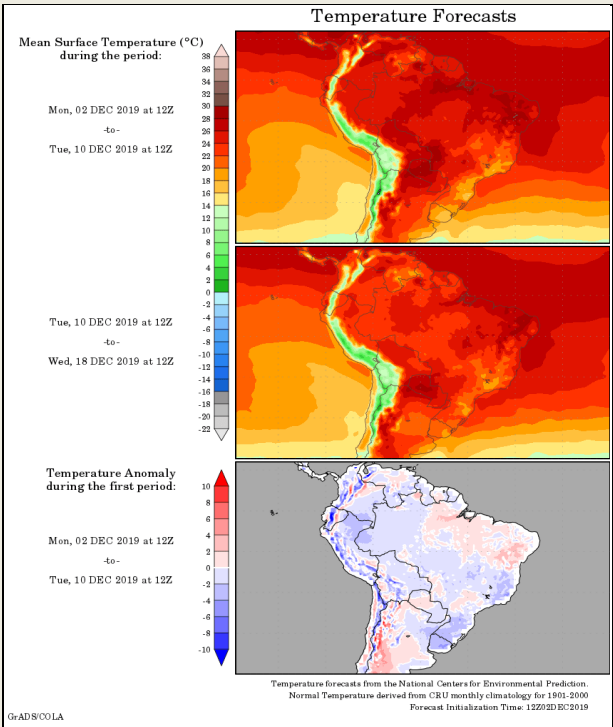 Temperature Forecasts
Mean Surface Temperature (°C)
during the period:
Mon, 02 DEC 2019 at 12Z
-to-
Tue, 10 DEC 2019 at 12Z
38
36
34
32
30
28
26
24
22
20
18
16
14
12
10
8
6
4
2
0
-2
-4
-6
-8
-10
-12
-14
-16
-18
-20
-22
Tue, 10 DEC 2019 at 12Z
-to-
Wed, 18 DEC 2019 at 12Z
Temperature Anomaly
during the first period:
Mon, 02 DEC 2019 at 12Z
-to-
Tue, 10 DEC 2019 at 12Z
10
8
6
4
2
0
-2
-4
-6
-8
-10
Temperature forecasts from the National Centers for Environmental Prediction.
Normal Temperature derived from CRU monthly climatology for 1901-2000
Forecast Initialization Time: 12Z02DEC2019
GrADS/COLA